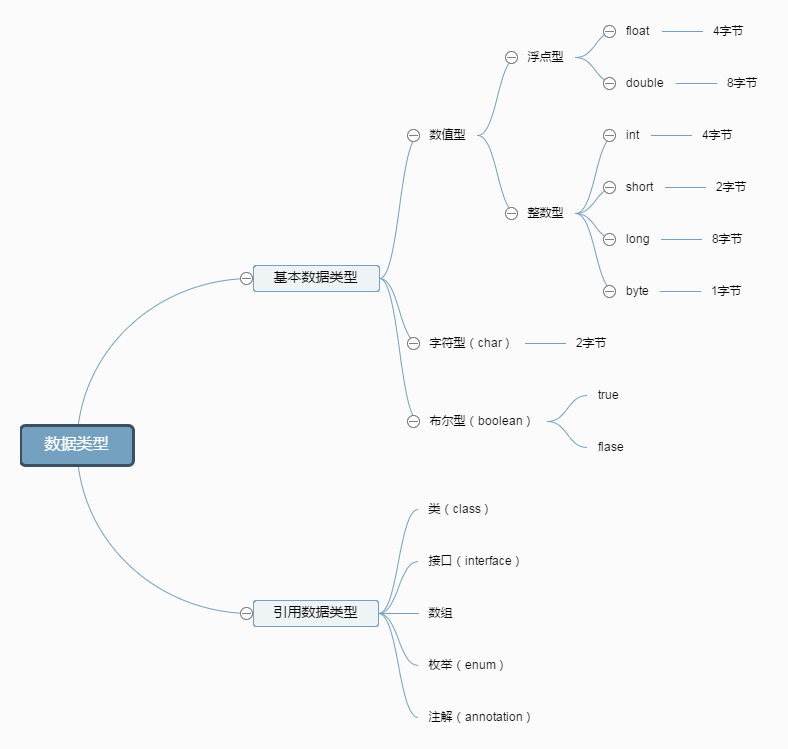 数据类型
基本数据类型
数值型
浮点型
float 4字节
double 8字节
整数型
int 4字节
short 2字节
long 8字节
byte 1字节
字符型（char） 2字节
布尔型（boolean）
true
flase
引用数据类型
类（class）
接口（interface）
数组
枚举（enum）
注解（annotation）